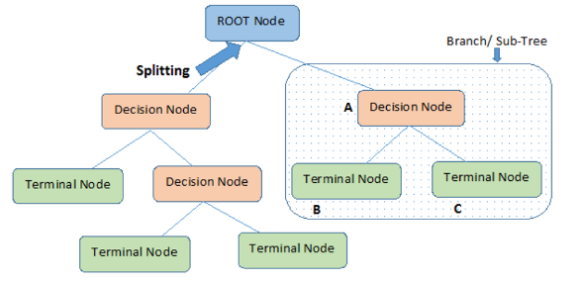 ROOT Node
Branch/ Sub-Tree
Splitting
Decision Node
A
Decision Node
Terminal Node
Decision Node
Terminal Node
Terminal Node
B
C
Terminal Node
Terminal Node